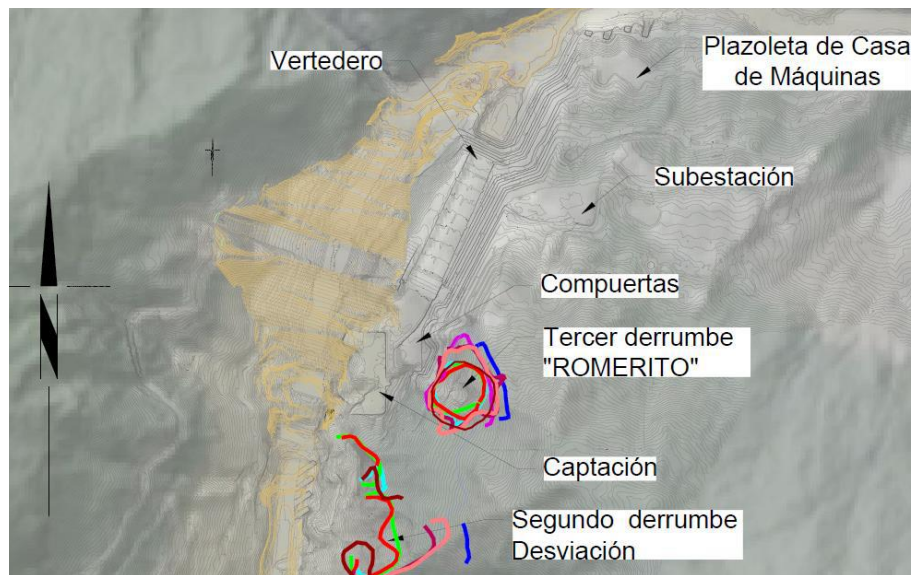 Vertedero
Plazoleta de Casa
de Máquinas
Subestación
Compuertas
Tercer derrumbe
"ROMERITO"
Captación
Segundo derrumbe
Desviación